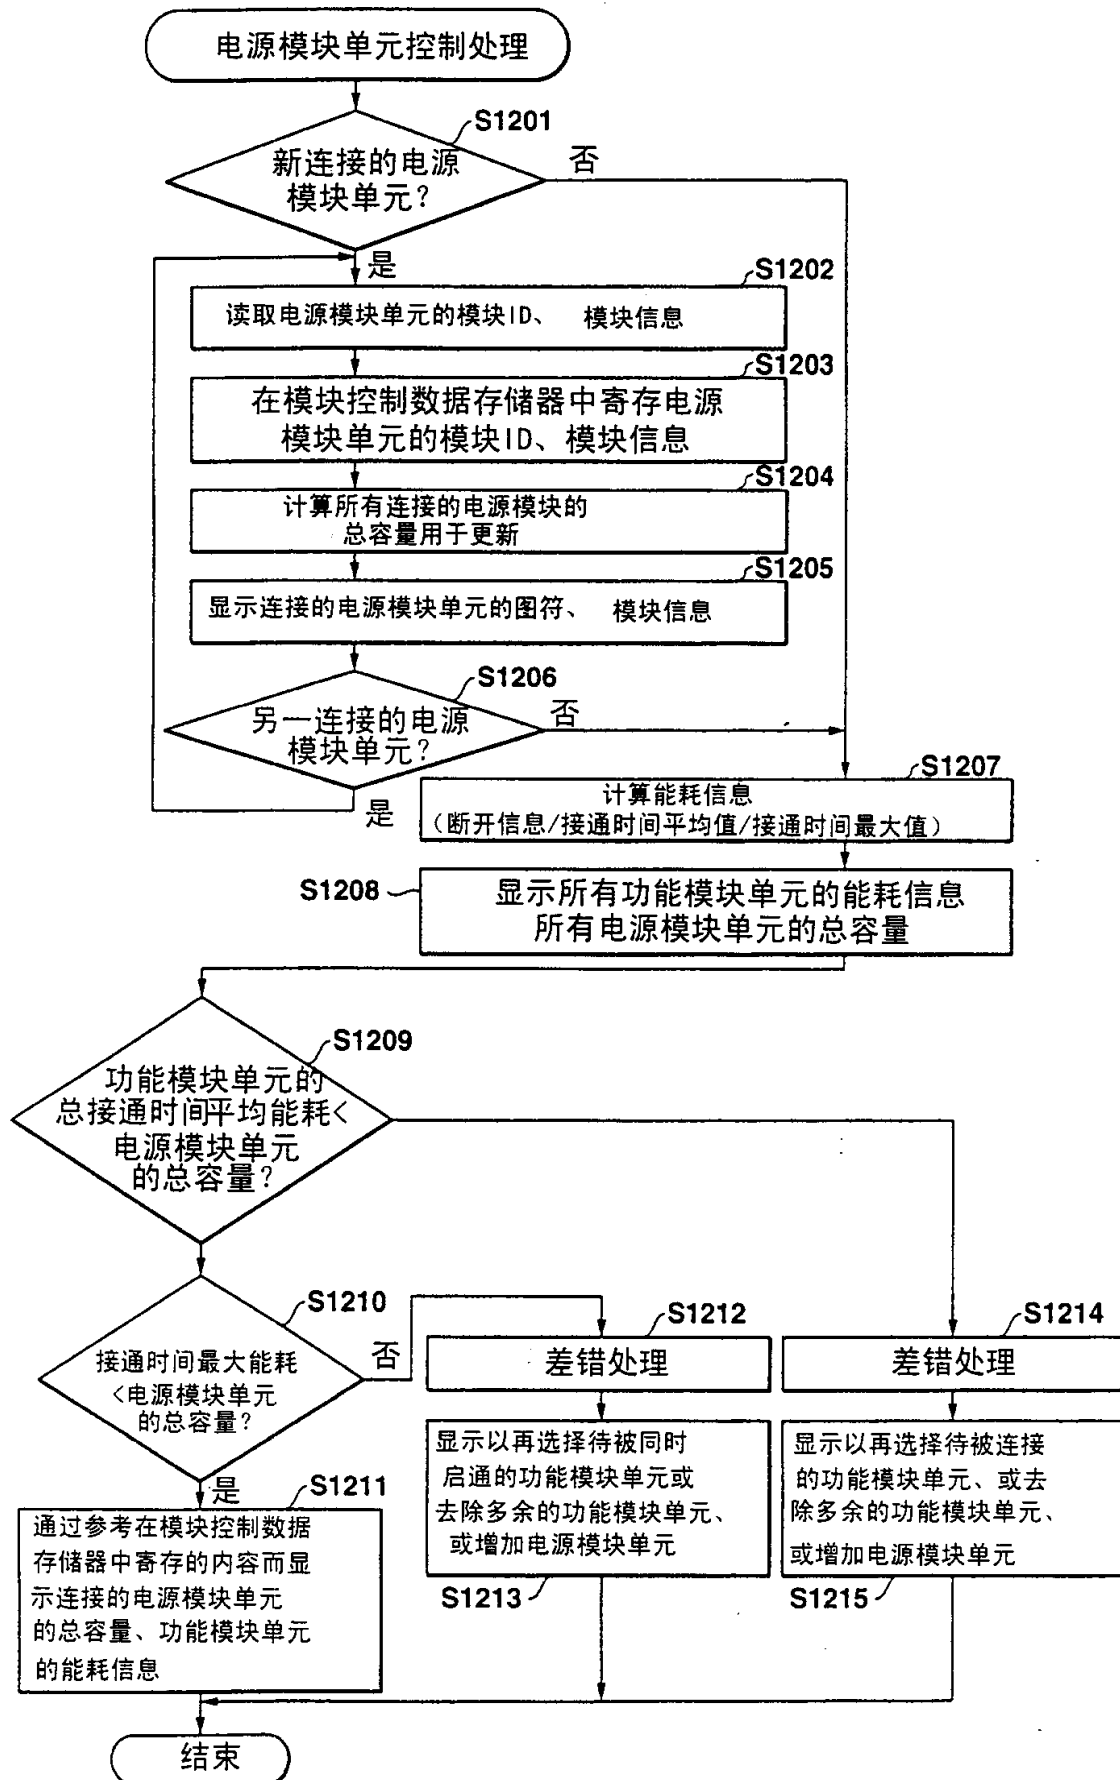 电源模块单元控制处理
S1201
新连接的电源
模块单元?
否
是
S1202
读取电源模块单元的模块ID、 模块信息
S1203
在模块控制数据存储器中寄存电源
模块单元的模块ID、模块信息
S1204
计算所有连接的电源模块的
总容量用于更新
S1205
显示连接的电源模块单元的图符、 模块信息
S1206
另一连接的电源
模块单元?
否
是
S1207
计算能耗信息
(断开信息/接通时间平均值/接通时间最大值)
S1208
显示所有功能模块单元的能耗信息
所有电源模块单元的总容量
S1209
功能模块单元的
总接通时间平均能耗<
电源模块单元
的总容量?
S1210
接通时间最大能耗
<电源模块单元
的总容量?
否
是
S1211
通过参考在模块控制数据
存储器中寄存的内容而显
示连接的电源模块单元
的总容量、功能模块单元
的能耗信息
S1212
差错处理
显示以再选择待被同时
启通的功能模块单元或
去除多余的功能模块单元、
或增加电源模块单元
S1213
S1214
差错处理
显示以再选择待被连接
的功能模块单元、或去
除多余的功能模块单元、
或增加电源模块单元
S1215
结束